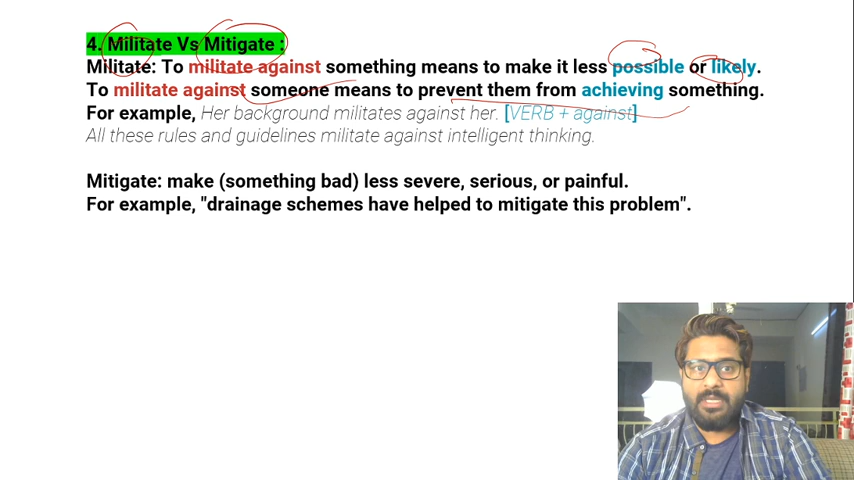 4. Militate Vs Mitigate :
Militate: To militate against something means to make it less possible or likely.
To militate against someone means to prevent them from achieving something.
For example, Her background militates against her. [VERB + against]
All these rules and guidelines militate against intelligent thinking.
Mitigate: make (something bad) less severe, serious, or painful.
For example, "drainage schemes have helped to mitigate this problem".